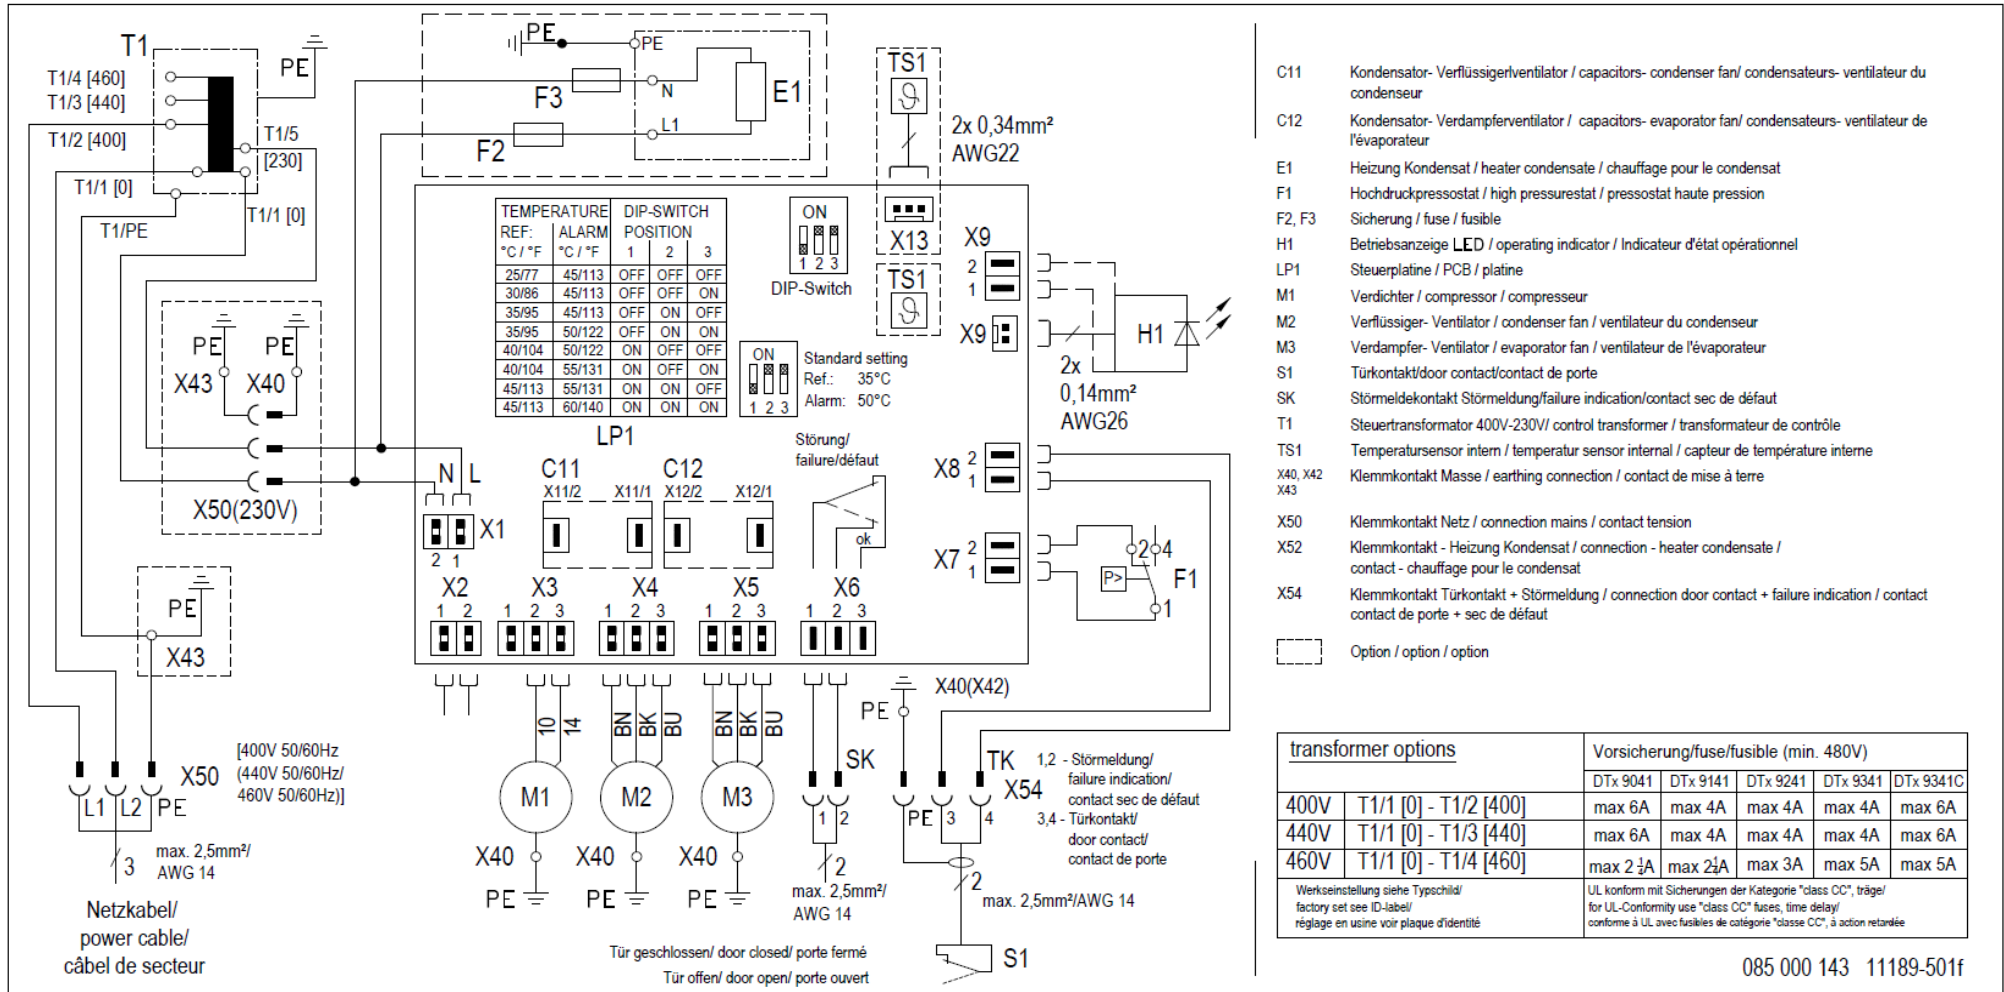 T1
T1/4 [460]
T1/3 [440]
T1/2 [400]
T1/1 [0]
T1/PE
T1/5
[230]
T1/1 [0]
PE
PE
PE
F3
N
F2
L1
E1
TS1
2x 0,34mm²
AWG22
X13
TS1
TEMPERATURE DIP-SWITCH
REF: ALARM POSITION
°C / °F °C / °F 1 2 3
25/77 45/113 OFF OFF OFF
30/86 45/113 OFF OFF ON
35/95 45/113 OFF ON OFF
35/95 50/122 OFF ON ON
40/104 50/122 ON OFF OFF
40/104 55/131 ON OFF ON
45/113 55/131 ON ON OFF
45/113 60/140 ON ON ON
LP1
ON
1 2 3
DIP-Switch
ON
1 2 3
Standard setting
Ref.: 35°C
Alarm: 50°C
X9
2
1
X9
H1
2x
0,14mm²
AWG26
PE PE
X43 X40
X50(230V)
N L
X1
2 1
C11
X11/2 X11/1
C12
X12/2 X12/1
Störung/
failure/défaut
ok
X8 2
1
X7 2
1
2 4
P>
F1
1
X2
1 2
X3
1 2 3
X4
1 2 3
X5
1 2 3
X6
1 2 3
PE
X43
X50
L1 L2 PE
[400V 50/60Hz
(440V 50/60Hz/
460V 50/60Hz)]
3
max. 2,5mm²/
AWG 14
Netzkabel/
power cable/
câbel de secteur
10 14
BN BK BU
BN BK BU
M1 M2 M3
X40 X40 X40
PE PE PE
SK
1 2
2
max. 2,5mm²/
AWG 14
X40(X42)
PE
TK
X54
PE 3 4
1,2 - Störmeldung/
failure indication/
contact sec de défaut
3,4 - Türkontakt/
door contact/
contact de porte
2
max. 2,5mm²/AWG 14
Tür geschlossen/ door closed/ porte fermé
Tür offen/ door open/ porte ouvert
S1
C11 Kondensator- Verflüssigerlventilator / capacitors- condenser fan/ condensateurs- ventilateur du
condenseur
C12 Kondensator- Verdampferventilator / capacitors- evaporator fan/ condensateurs- ventilateur de
l'évaporateur
E1 Heizung Kondensat / heater condensate / chauffage pour le condensat
F1 Hochdruckpressostat / high pressurestat / pressostat haute pression
F2, F3 Sicherung / fuse / fusible
H1 Betriebsanzeige LED / operating indicator / Indicateur d'état opérationnel
LP1 Steuerplatine / PCB / platine
M1 Verdichter / compressor / compresseur
M2 Verflüssiger- Ventilator / condenser fan / ventilateur du condenseur
M3 Verdampfer- Ventilator / evaporator fan / ventilateur de l'évaporateur
S1 Türkontakt/door contact/contact de porte
SK Störmeldekontakt Störmeldung/failure indication/contact sec de défaut
T1 Steuertransformator 400V-230V/ control transformer / transformateur de contrôle
TS1 Temperatursensor intern / temperatur sensor internal / capteur de température interne
X40, X42 Klemmkontakt Masse / earthing connection / contact de mise à terre
X43
X50 Klemmkontakt Netz / connection mains / contact tension
X52 Klemmkontakt - Heizung Kondensat / connection - heater condensate /
contact - chauffage pour le condensat
X54 Klemmkontakt Türkontakt + Störmeldung / connection door contact + failure indication / contact
contact de porte + sec de défaut
Option / option / option
transformer options Vorsicherung/fuse/fusible (min. 480V)
DTx 9041 DTx 9141 DTx 9241 DTx 9341 DTx 9341C
400V T1/1 [0] - T1/2 [400] max 6A max 4A max 4A max 4A max 6A
440V T1/1 [0] - T1/3 [440] max 6A max 4A max 4A max 4A max 6A
460V T1/1 [0] - T1/4 [460] max 2 ¼A max 2¼A max 3A max 5A max 5A
Werkseinstellung siehe Typschild/
factory set see ID-label/
réglage en usine voir plaque d'identité
UL konform mit Sicherungen der Kategorie "class CC", träge/
for UL-Conformity use "class CC" fuses, time delay/
conforme à UL avec fusibles de catégorie "classe CC", à action retardée
085 000 143 11189-501f